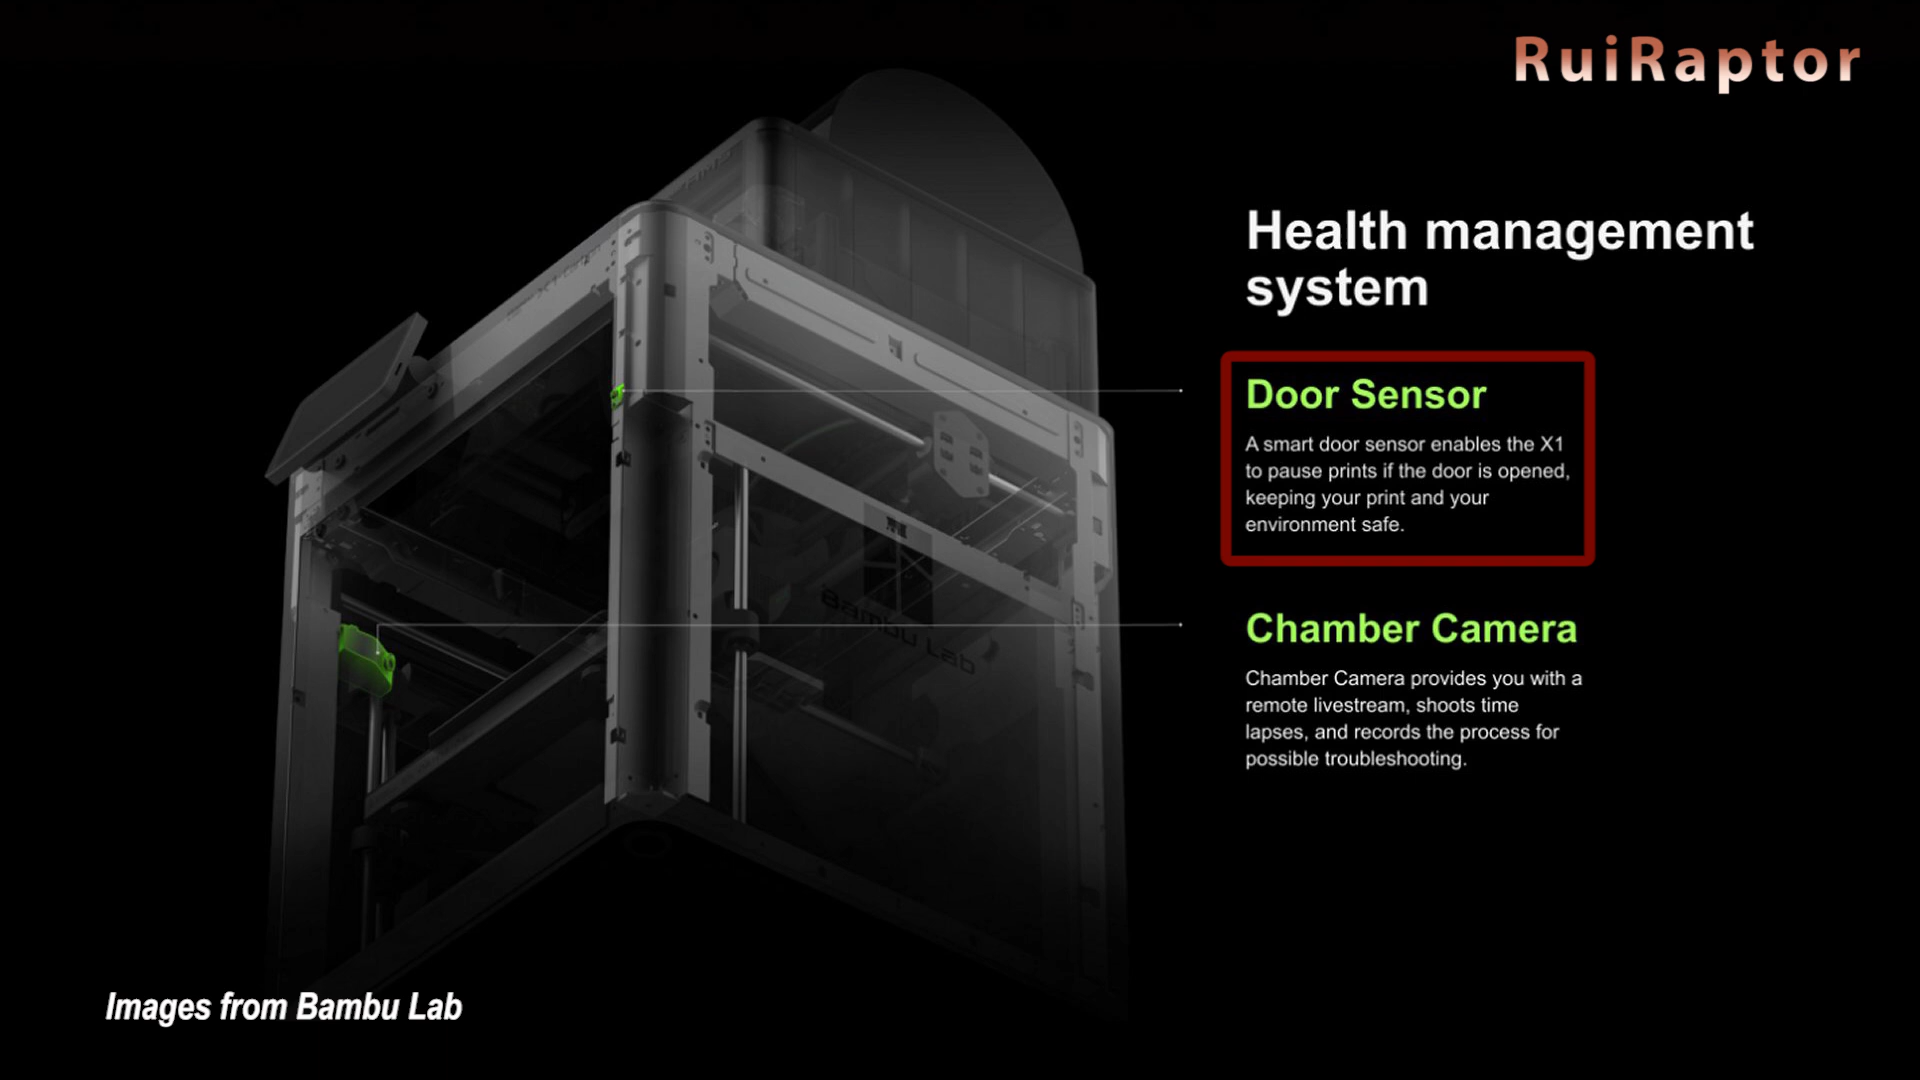 RuiRaptor
Health management
system
Door Sensor
A smart door sensor enables the X1
to pause prints if the door is opened,
keeping your print and your
environment safe.
Chamber Camera
Chamber Camera provides you with a
remote livestream, shoots time
lapses, and records the process for
possible troubleshooting.
Bambu Lab
Images from Bambu Lab